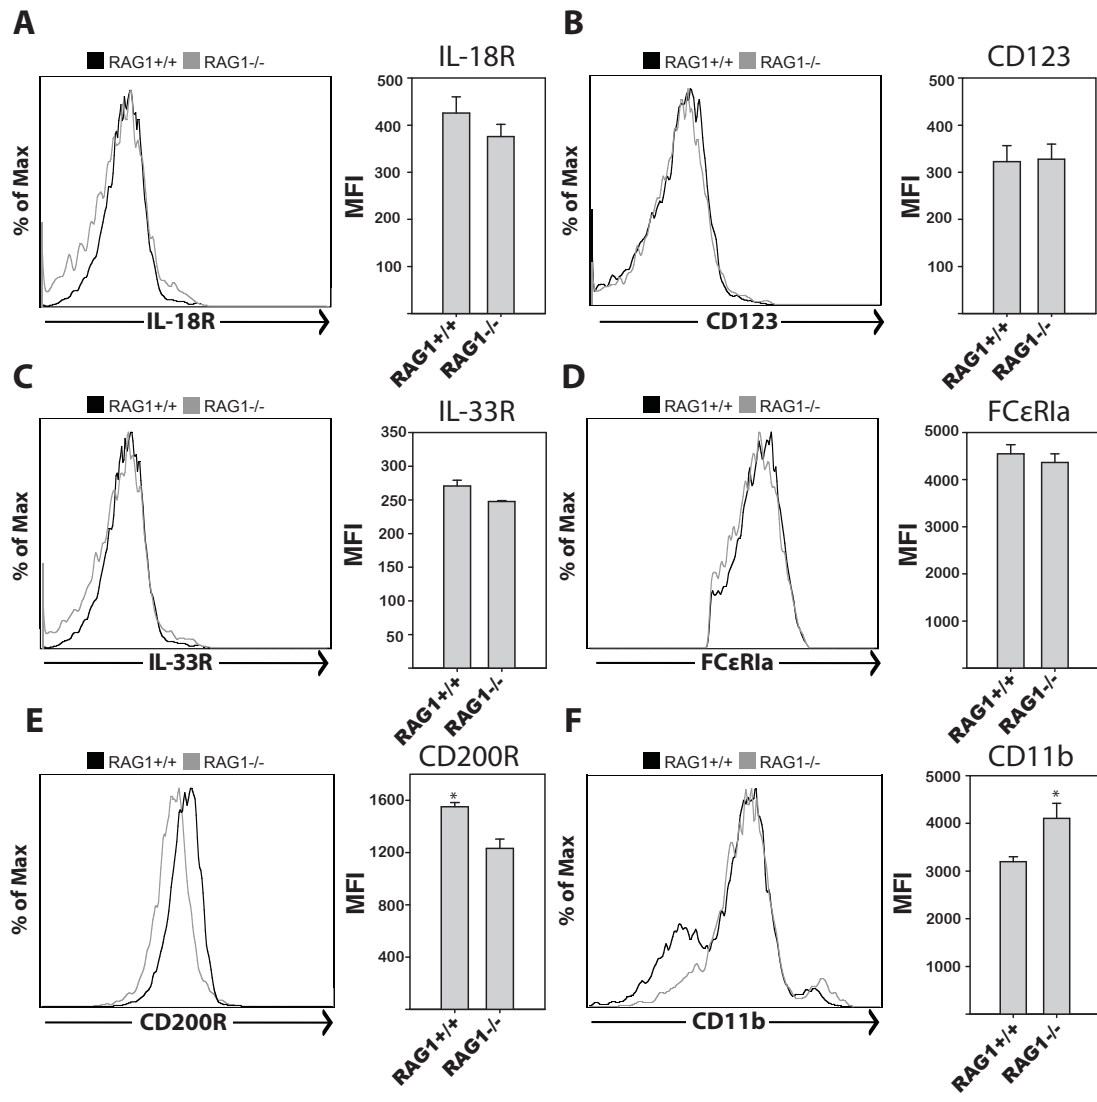 A
RAG1+/+ RAG1-/-
% of Max
IL-18R
IL-18R
MFI
500
400
300
200
100
RAG1+/+
RAG1-/-
B
RAG1+/+ RAG1-/-
% of Max
CD123
CD123
MFI
500
400
300
200
100
RAG1+/+
RAG1-/-
C
RAG1+/+ RAG1-/-
% of Max
IL-33R
IL-33R
MFI
350
300
250
200
150
100
50
RAG1+/+
RAG1-/-
D
RAG1+/+ RAG1-/-
% of Max
FCεRIa
FCεRIa
MFI
5000
4000
3000
2000
1000
RAG1+/+
RAG1-/-
E
RAG1+/+ RAG1-/-
% of Max
CD200R
CD200R
MFI
1600
1200
800
400
*
RAG1+/+
RAG1-/-
F
RAG1+/+ RAG1-/-
% of Max
CD11b
CD11b
MFI
5000
4000
3000
2000
1000
*
RAG1+/+
RAG1-/-